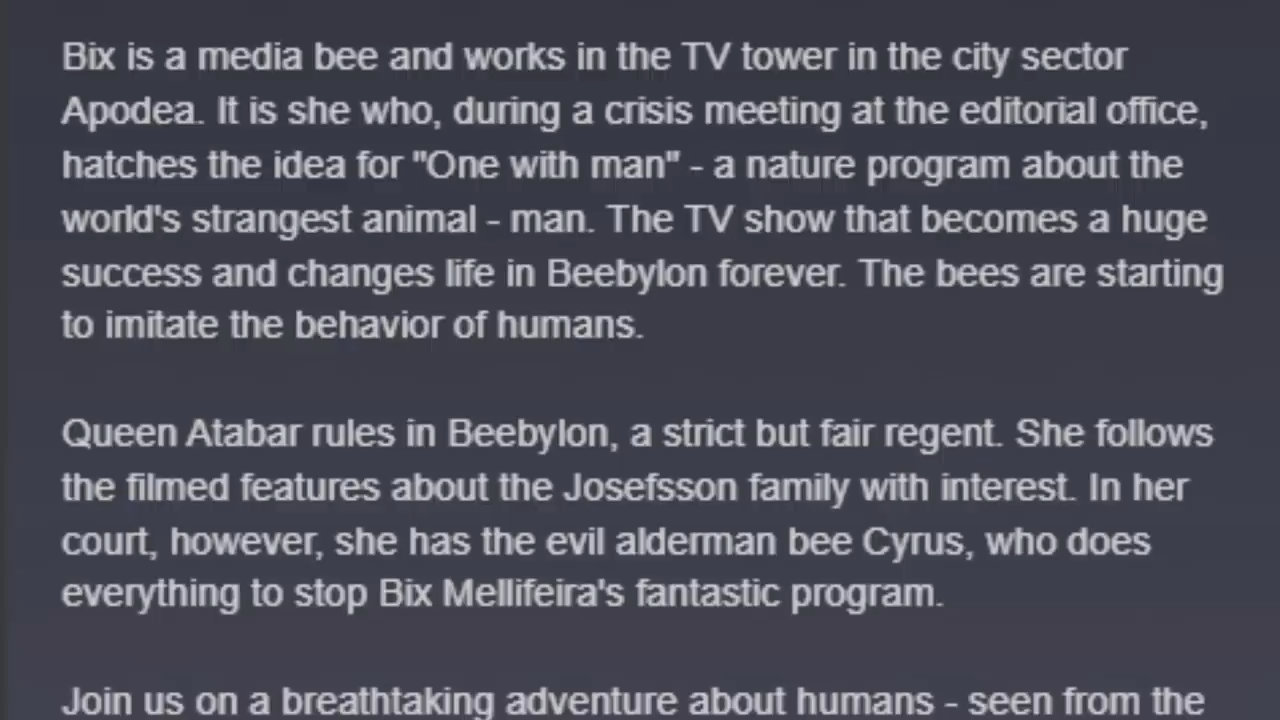 Bix is a media bee and works in the TV tower in the city sector
Apodea. It is she who, during a crisis meeting at the editorial office,
hatches the idea for "One with man" - a nature program about the
world's strangest animal - man. The TV show that becomes a huge
success and changes life in Beebylon forever. The bees are starting
to imitate the behavior of humans.
Queen Atabar rules in Beebylon, a strict but fair regent. She follows
the filmed features about the Josefsson family with interest. In her
court, however, she has the evil alderman bee Cyrus, who does
everything to stop Bix Mellifeira's fantastic program.
Join us on a breathtaking adventure about humans - seen from the